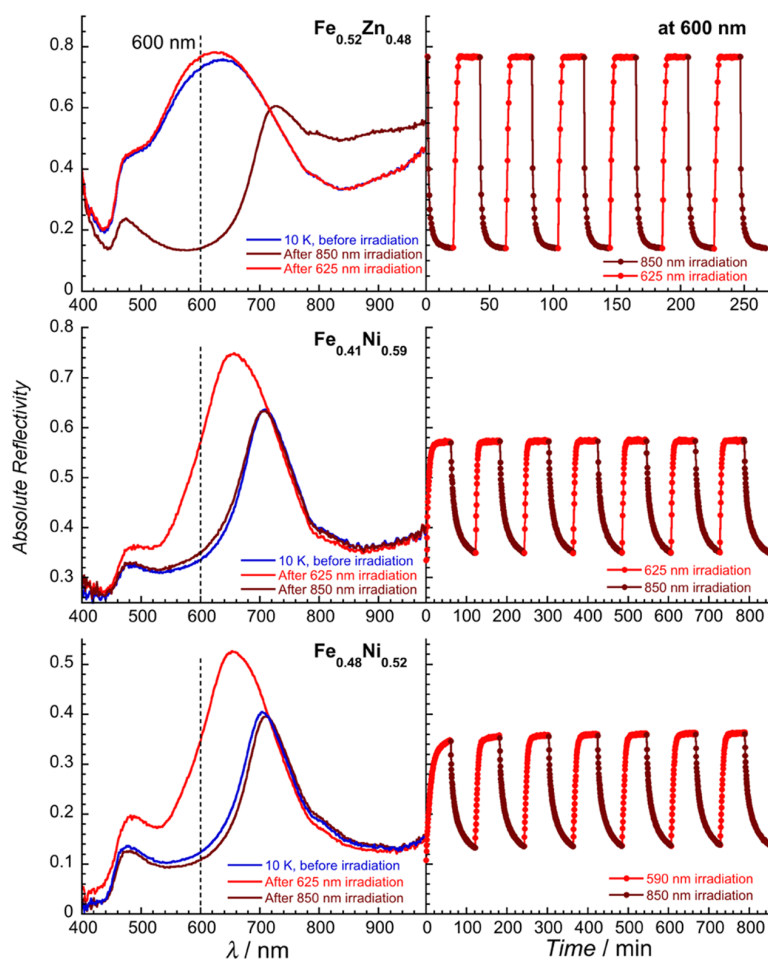 Fe0.52Zn0.48
at 600 nm
600 nm
0.8
0.6
0.4
0.2
0
10 K, before irradiation
After 850 nm irradiation
After 625 nm irradiation
850 nm irradiation
625 nm irradiation
400 500 600 700 800 900
0 50 100 150 200 250
Fe0.41Ni0.59
0.8
0.7
0.6
0.5
0.4
0.3
Absolute Reflectivity
10 K, before irradiation
After 625 nm irradiation
After 850 nm irradiation
625 nm irradiation
850 nm irradiation
400 500 600 700 800 900
0 100 200 300 400 500 600 700 800
Fe0.48Ni0.52
0.5
0.4
0.3
0.2
0.1
0
10 K, before irradiation
After 625 nm irradiation
After 850 nm irradiation
590 nm irradiation
850 nm irradiation
400 500 600 700 800 900
0 100 200 300 400 500 600 700 800
λ / nm
Time / min